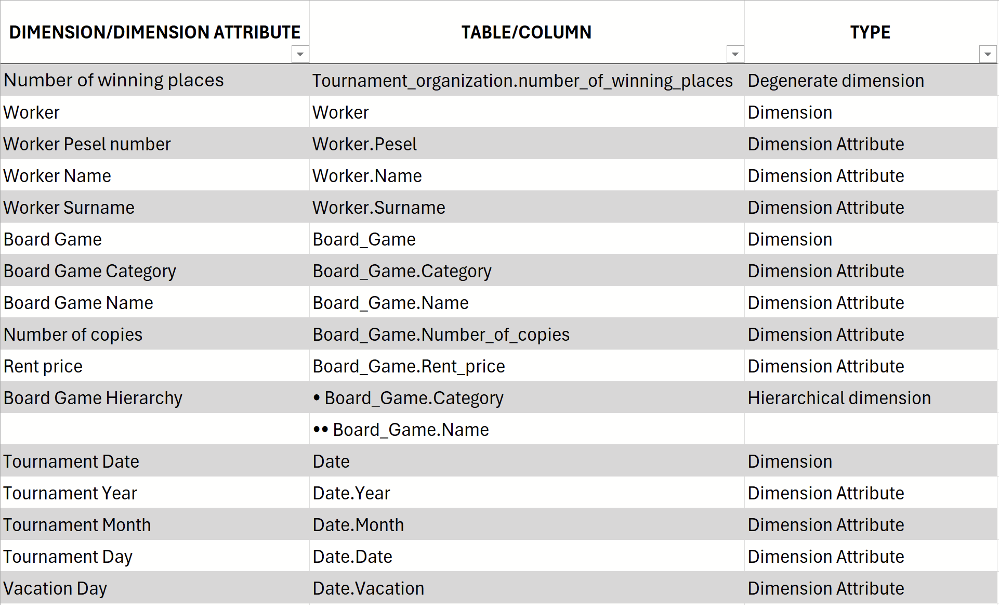 DIMENSION/DIMENSION ATTRIBUTE TABLE/COLUMN TYPE
Number of winning places Tournament_organization.number_of_winning_places Degenerate dimension
Worker Worker Dimension
Worker Pesel number Worker.Pesel Dimension Attribute
Worker Name Worker.Name Dimension Attribute
Worker Surname Worker.Surname Dimension Attribute
Board Game Board_Game Dimension
Board Game Category Board_Game.Category Dimension Attribute
Board Game Name Board_Game.Name Dimension Attribute
Number of copies Board_Game.Number_of_copies Dimension Attribute
Rent price Board_Game.Rent_price Dimension Attribute
Board Game Hierarchy • Board_Game.Category Hierarchical dimension
•• Board_Game.Name
Tournament Date Date Dimension
Tournament Year Date.Year Dimension Attribute
Tournament Month Date.Month Dimension Attribute
Tournament Day Date.Date Dimension Attribute
Vacation Day Date.Vacation Dimension Attribute